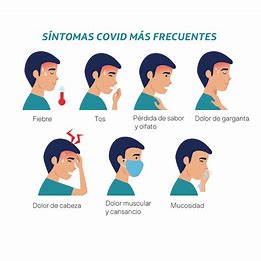 SÍNTOMAS COVID MÁS FRECUENTES
Fiebre
Tos
Pérdida de sabor
y olfato
Dolor de garganta
Dolor de cabeza
Dolor muscular
y cansancio
Mucosidad